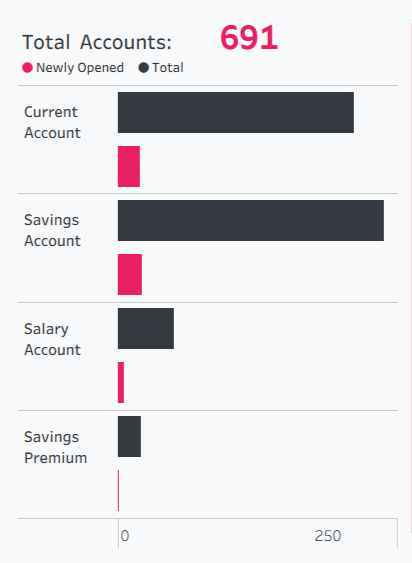 Total Accounts: 691
Newly Opened Total
Current
Account
Savings
Account
Salary
Account
Savings
Premium
0 250